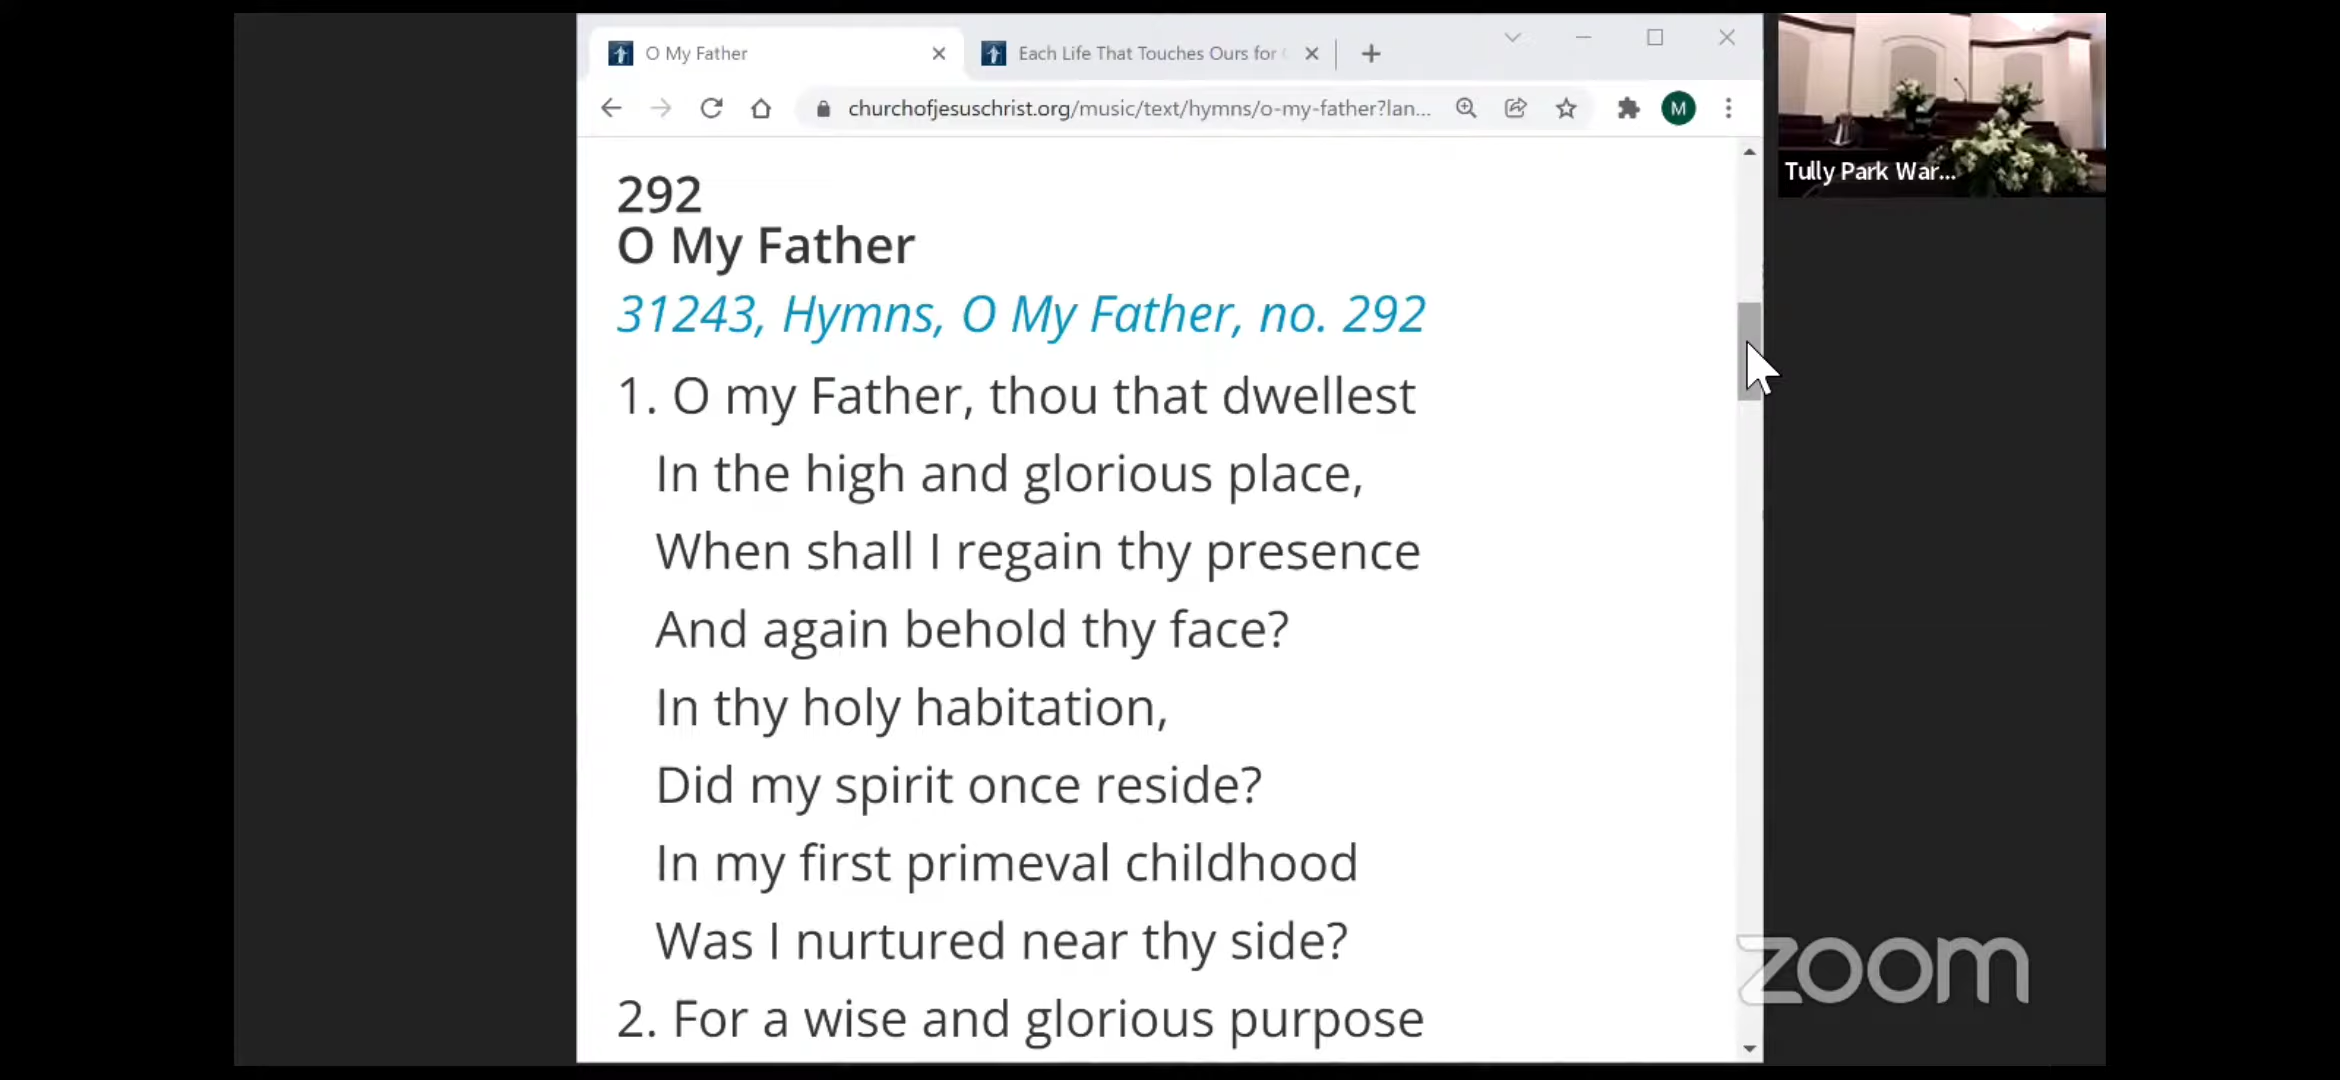 O My Father
Each Life That Touches Ours for
churchofjesuschrist.org/music/text/hymns/o-my-father?lan...
M
Tully Park War...
292
O My Father
31243, Hymns, O My Father, no. 292
1. O my Father, thou that dwellest
In the high and glorious place,
When shall I regain thy presence
And again behold thy face?
In thy holy habitation,
Did my spirit once reside?
In my first primeval childhood
Was I nurtured near thy side?
2. For a wise and glorious purpose
zoom